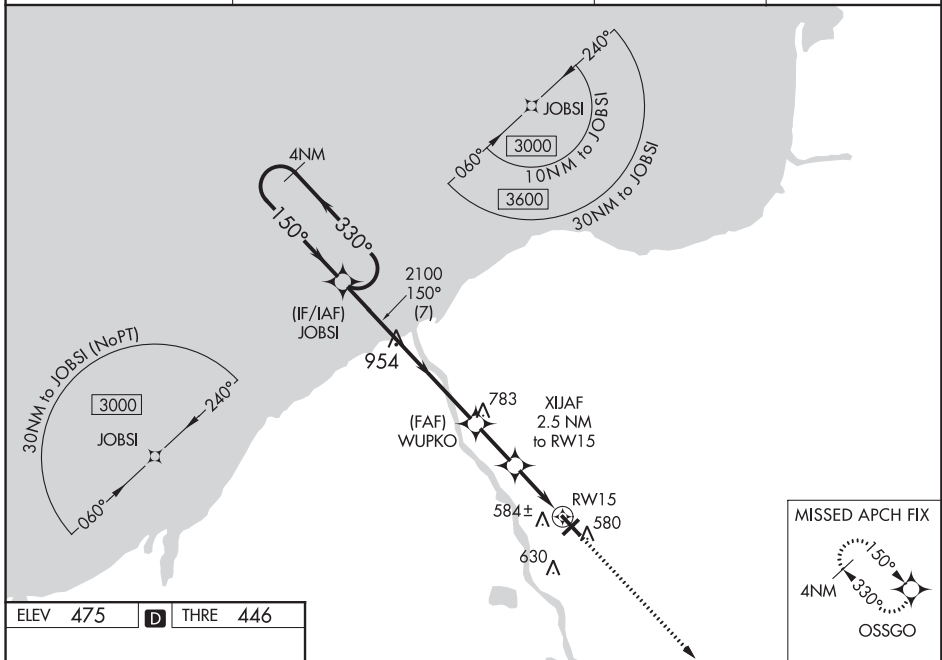 240°
JOBSI
3000
10NM to JOBSI
060°
3600
30NM to JOBSI
4NM
150°
330°
2100
150°
(7)
(IF/IAF)
JOBSI
954
30NM to JOBSI (NoPT)
3000
240°
JOBSI
060°
783
(FAF)
WUPKO
XIJAF
2.5 NM
to RW15
RW15
584±
580
630
MISSED APCH FIX
150°
4NM
330°
OSSGO
ELEV 475 D THRE 446